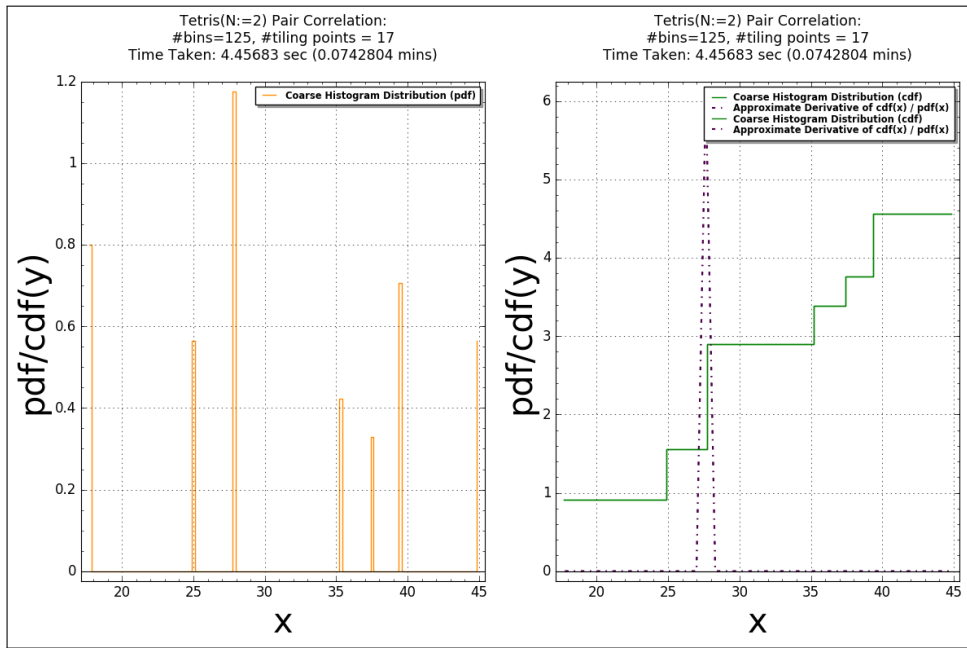 Tetris(N:=2) Pair Correlation:
#bins=125, #tiling points = 17
Time Taken: 4.45683 sec (0.0742804 mins)
1.2
1
0.8
0.6
0.4
0.2
0
Coarse Histogram Distribution (pdf)
pdf/cdf(y)
20
25
30
35
40
45
x
Tetris(N:=2) Pair Correlation:
#bins=125, #tiling points = 17
Time Taken: 4.45683 sec (0.0742804 mins)
6
5
4
3
2
1
0
Coarse Histogram Distribution (cdf)
Approximate Derivative of cdf(x) / pdf(x)
Coarse Histogram Distribution (cdf)
Approximate Derivative of cdf(x) / pdf(x)
pdf/cdf(y)
20
25
30
35
40
45
x